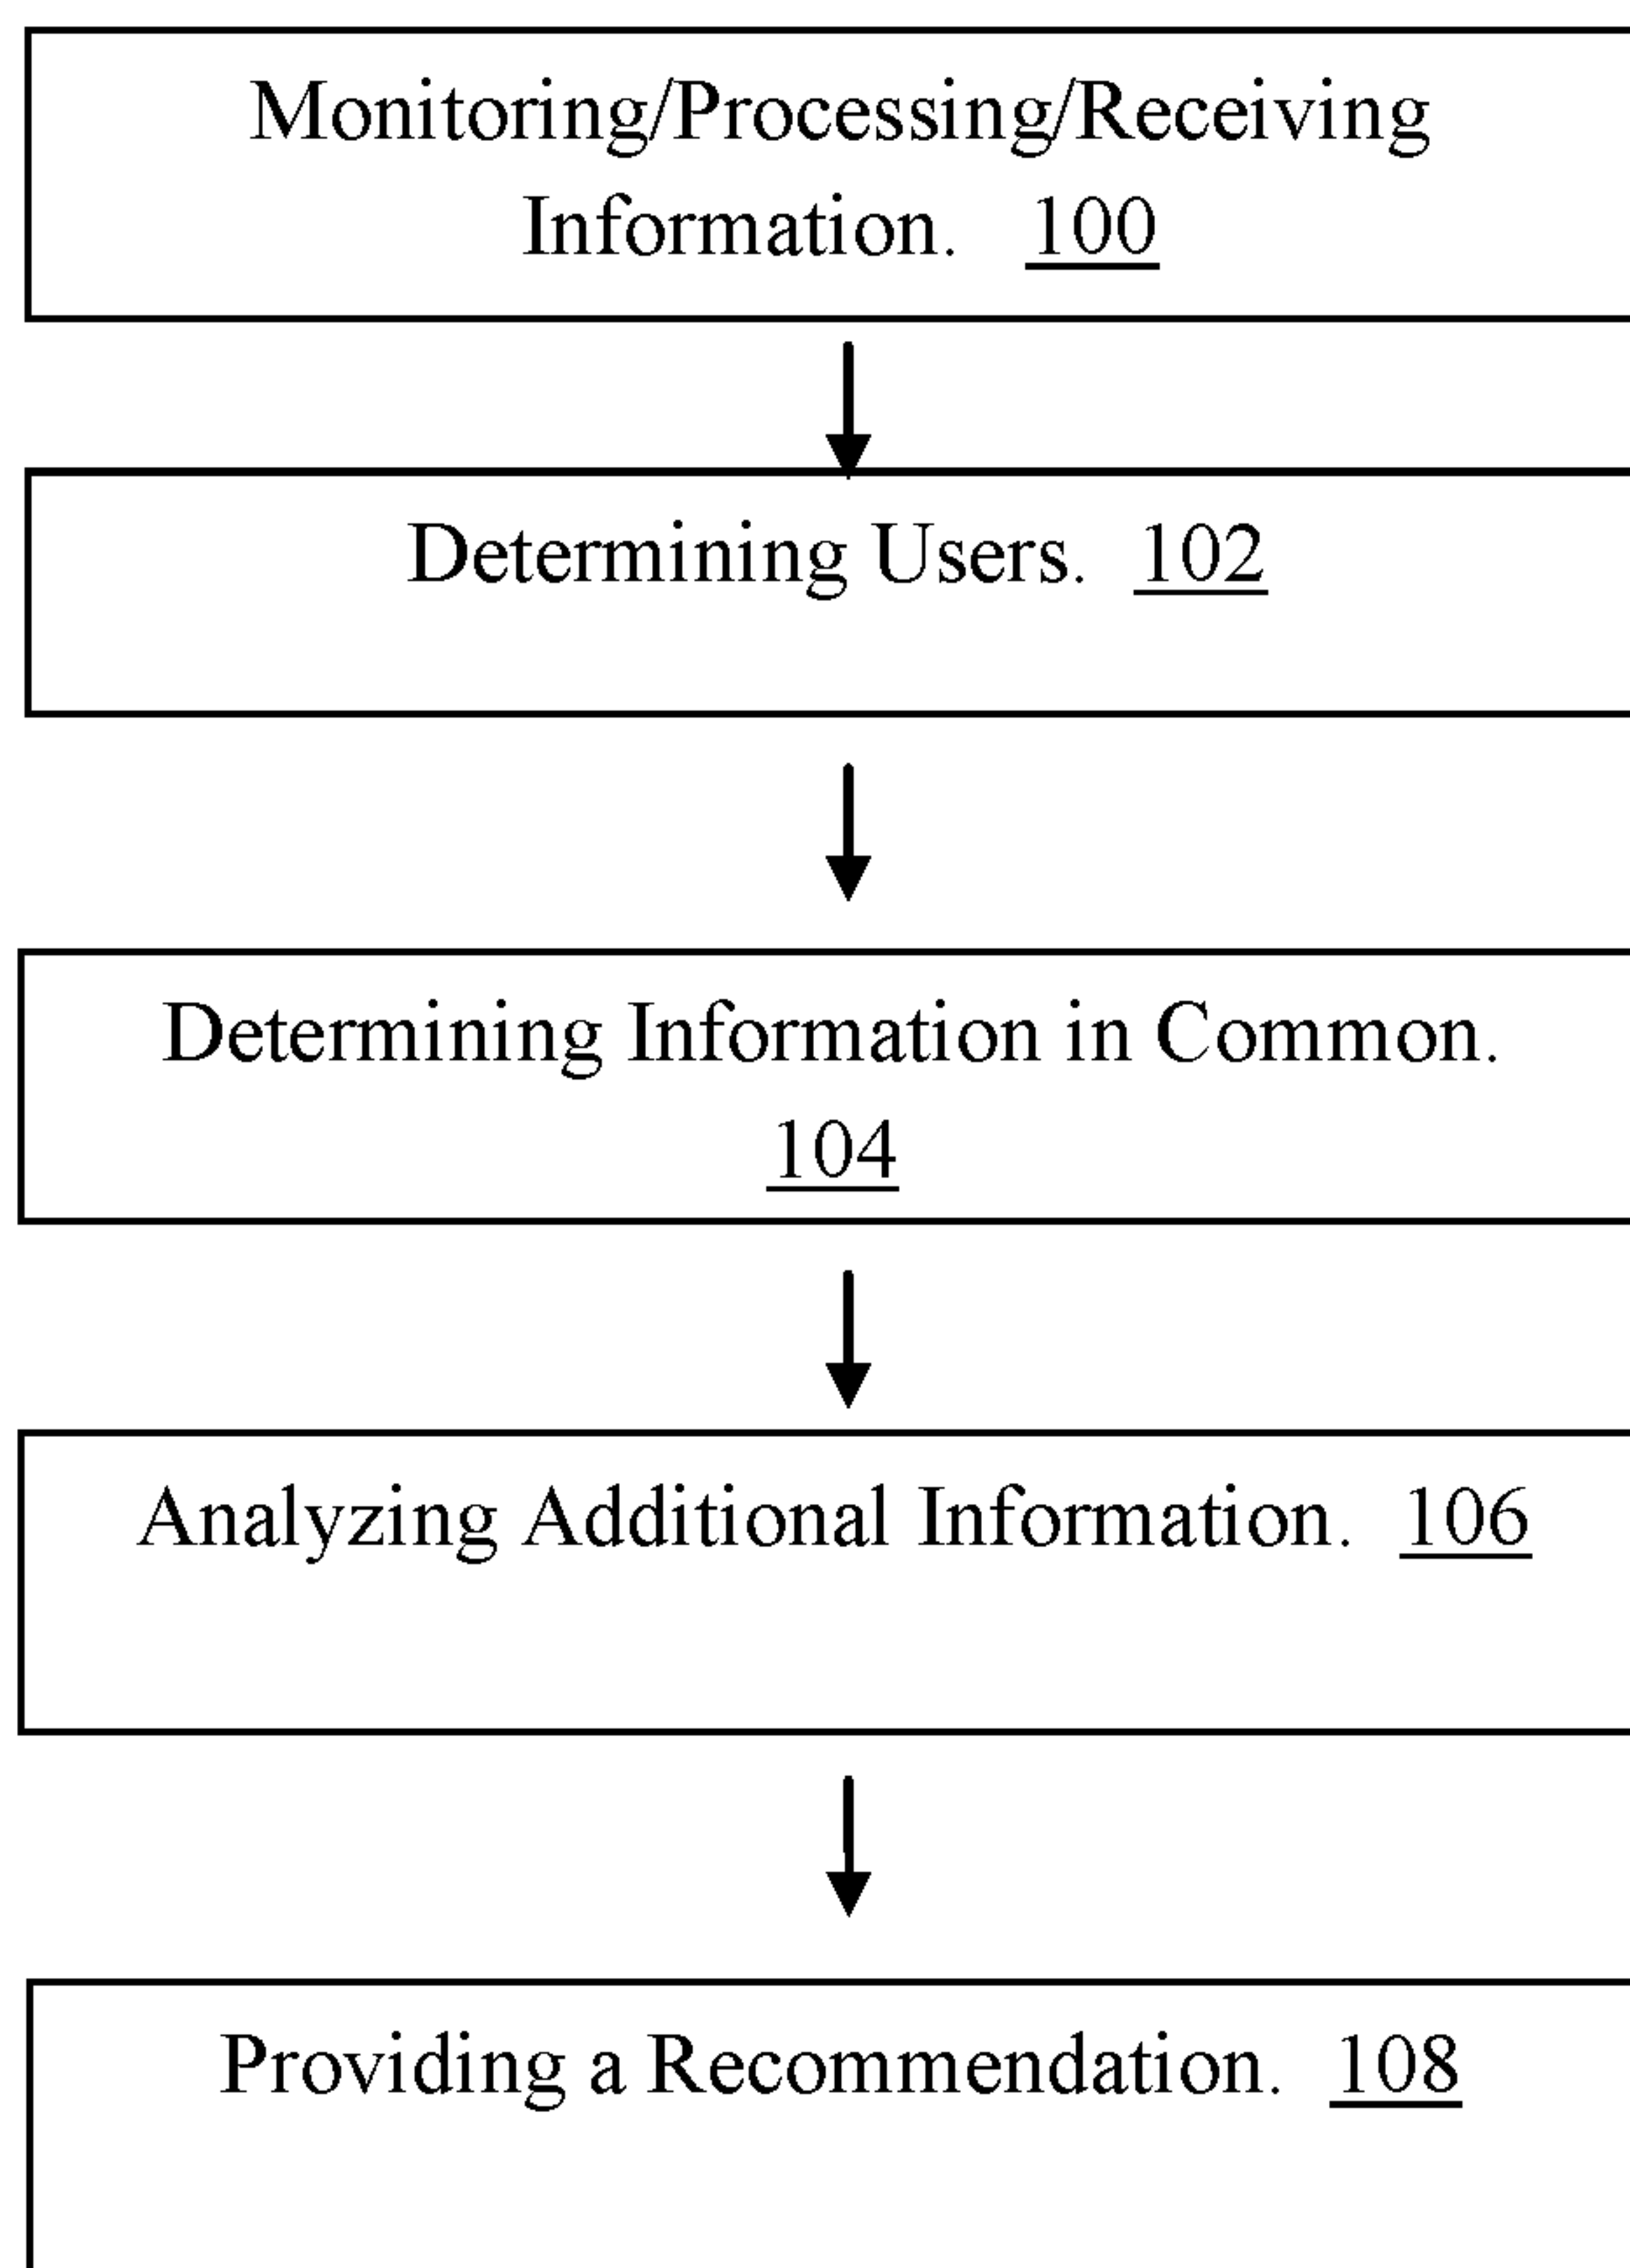 Monitoring/Processing/Receiving
Information. 100
Determining Users. 102
Determining Information in Common.
104
Analyzing Additional Information. 106
Providing a Recommendation. 108